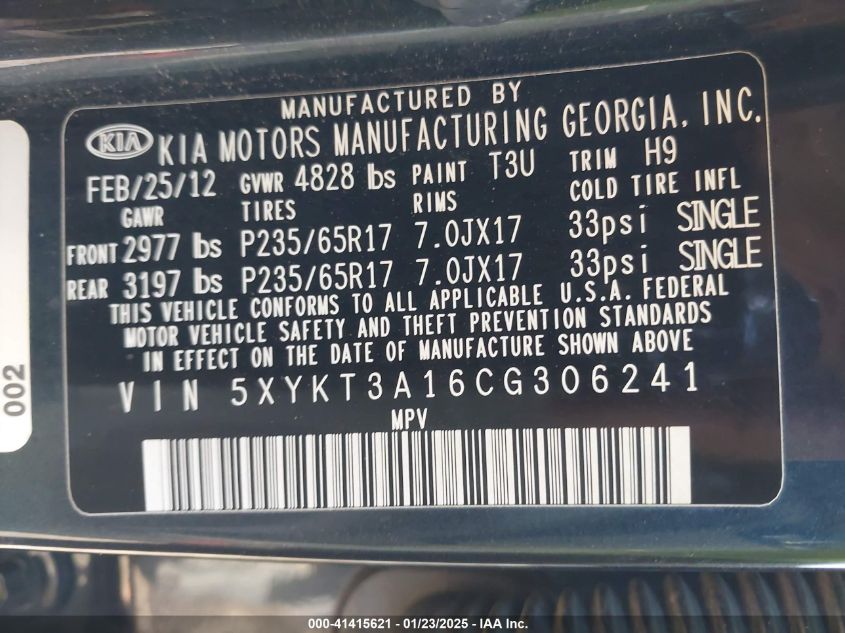 MANUFACTURED BY
KIA KIA MOTORS MANUFACTURING GEORGIA, INC.
FEB/25/12 GVWR 4828 lbs PAINT T3U TRIM H9
GAWR TIRES RIMS COLD TIRE INFL
FRONT 2977 lbs P235/65R17 7.0JX17 33psi SINGLE
REAR 3197 lbs P235/65R17 7.0JX17 33psi SINGLE
THIS VEHICLE CONFORMS TO ALL APPLICABLE U.S.A. FEDERAL
MOTOR VEHICLE SAFETY AND THEFT PREVENTION STANDARDS
IN EFFECT ON THE DATE OF MANUFACTURE SHOWN ABOVE
VIN 5XYKT3A16CG306241
MPV
002
000-41415621 | 01/23/2025 - IAA Inc.